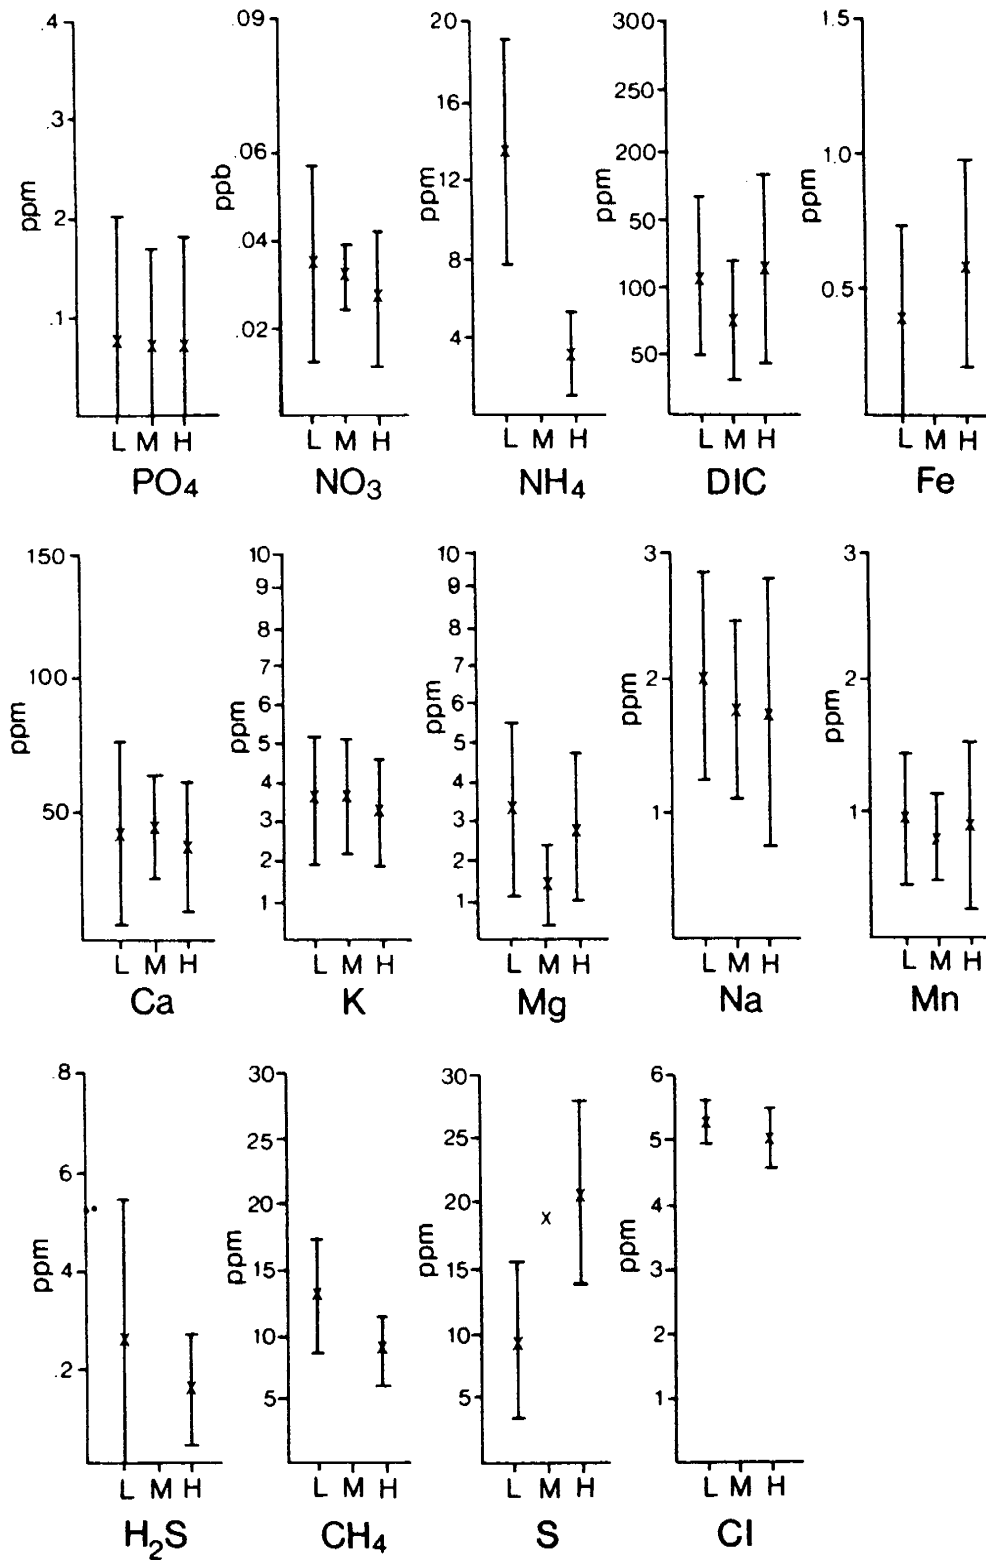 .4
.3
.2
.1
ppm
L M H
PO4
.09
.06
.04
.02
ppb
L M H
NO3
20
16
12
8
4
ppm
L M H
NH4
300
250
200
50
100
50
ppm
L M H
DIC
1.5
1.0
0.5
ppm
L M H
Fe
150
100
50
ppm
L M H
Ca
10
9
8
7
6
5
4
3
2
1
ppm
L M H
K
10
9
8
7
6
5
4
3
2
1
ppm
L M H
Mg
3
2
1
ppm
L M H
Na
3
2
1
ppm
L M H
Mn
.8
.6
.4
.2
ppm
L M H
H2S
30
25
20
15
10
5
ppm
L M H
CH4
30
25
20
15
10
5
ppm
L M H
S
6
5
4
3
2
1
ppm
L M H
Cl